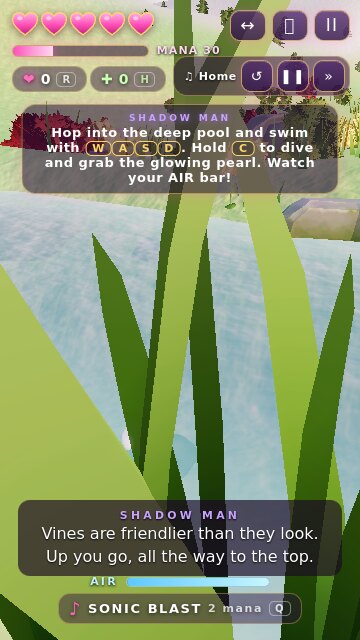 MANA 30
0 R
+ 0 H
♫ Home
SHADOW MAN
Hop into the deep pool and swim
with W A S D. Hold C to dive
and grab the glowing pearl. Watch
your AIR bar!
SHADOW MAN
Vines are friendlier than they look.
Up you go, all the way to the top.
AIR
♪ SONIC BLAST 2 mana Q